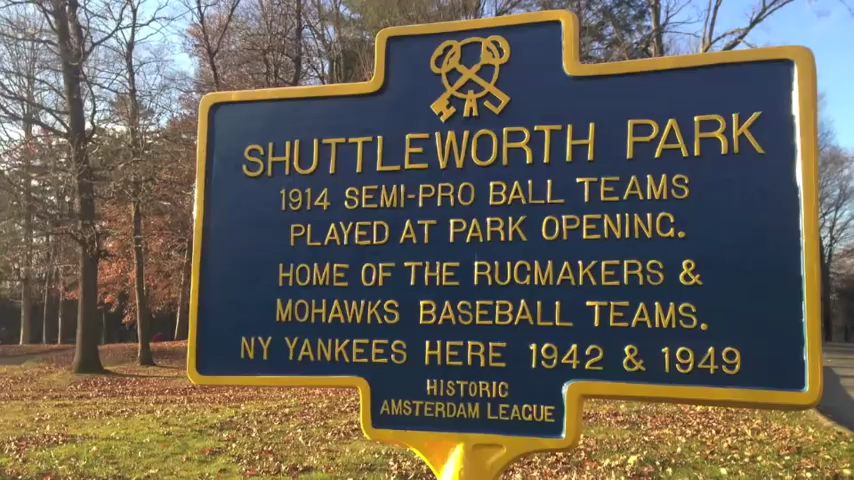 SHUTTLEWORTH PARK
1914 SEMI-PRO BALL TEAMS
PLAYED AT PARK OPENING.
HOME OF THE RUGMAKERS &
MOHAWKS BASEBALL TEAMS.
NY YANKEES HERE 1942 & 1949
HISTORIC
AMSTERDAM LEAGUE